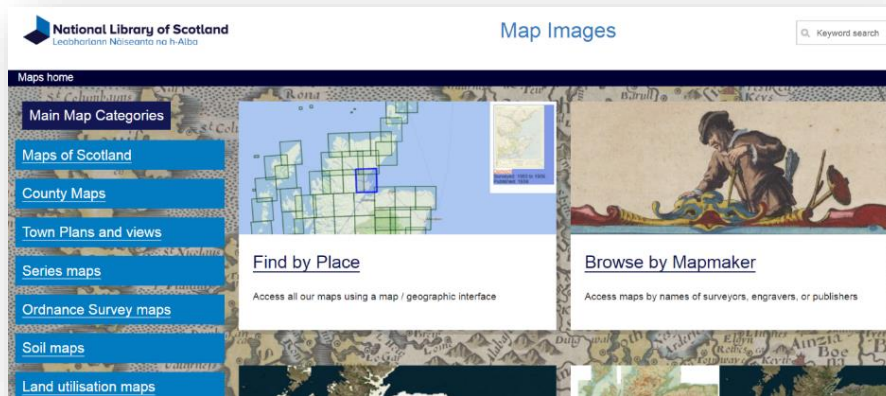 National Library of Scotland
Leabharlann Nàiseanta na h-Alba
Map Images
Keyword search
Maps home
Main Map Categories
Maps of Scotland
County Maps
Town Plans and views
Series maps
Ordnance Survey maps
Soil maps
Land utilisation maps
Find by Place
Access all our maps using a map / geographic interface
Browse by Mapmaker
Access maps by names of surveyors, engravers, or publishers
Rona